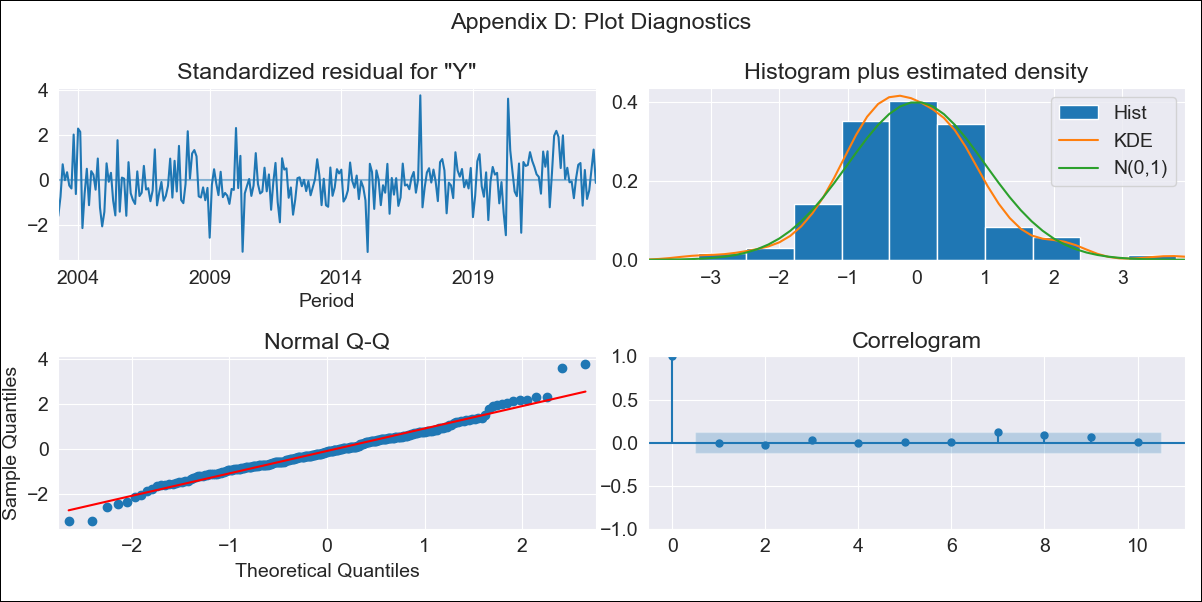 Appendix D: Plot Diagnostics
Standardized residual for "Y"
4
2
0
−2
2004 2009 2014 2019
Period
Histogram plus estimated density
0.4
0.2
0.0
Hist
KDE
N(0,1)
−3 −2 −1 0 1 2 3
Normal Q-Q
Sample Quantiles
4
2
0
−2
−2 −1 0 1 2
Theoretical Quantiles
Correlogram
1.0
0.5
0.0
−0.5
−1.0
0 2 4 6 8 10